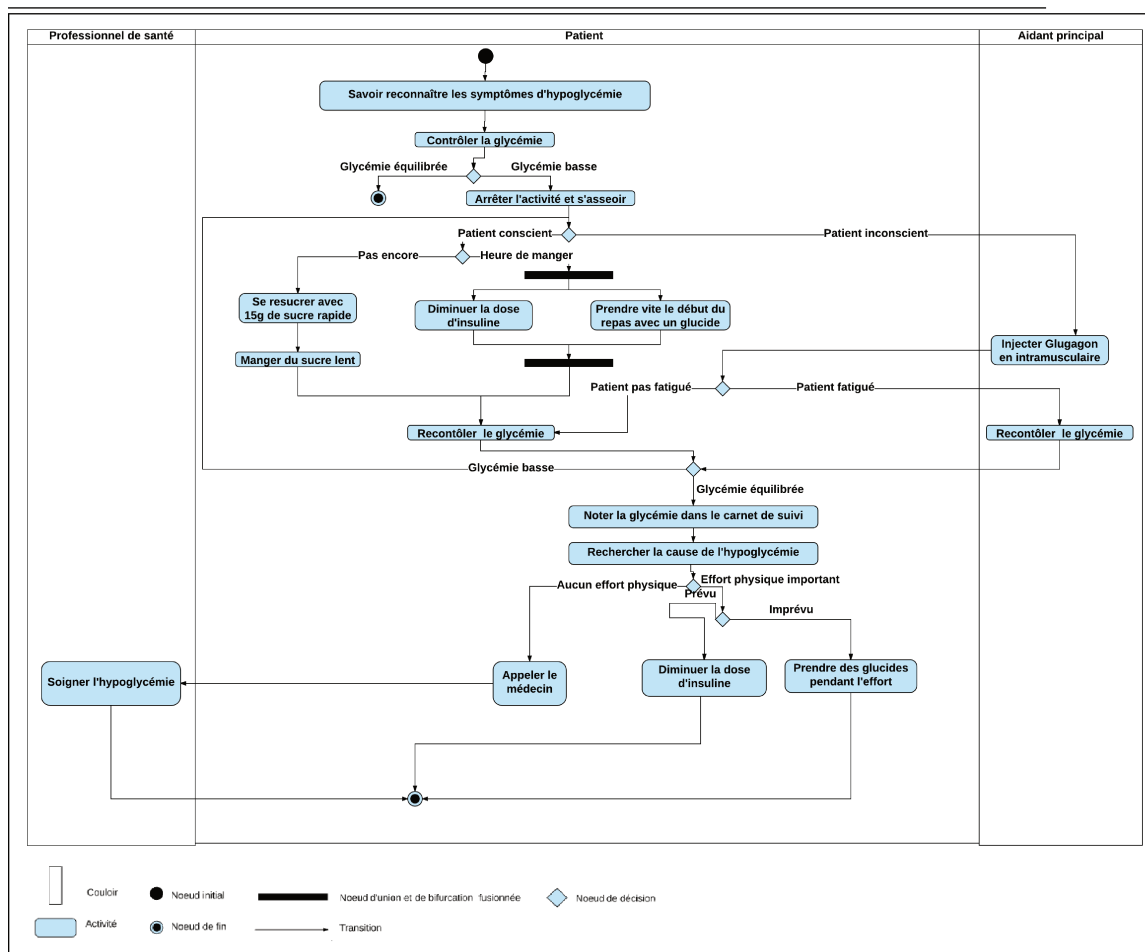 Professionnel de santé
Patient
Aidant principal
Savoir reconnaître les symptômes d'hypoglycémie
Contrôler la glycémie
Glycémie équilibrée
Glycémie basse
Arrêter l'activité et s'asseoir
Patient conscient
Patient inconscient
Pas encore
Heure de manger
Se resucrer avec
15g de sucre rapide
Diminuer la dose
d'insuline
Prendre vite le début du
repas avec un glucide
Manger du sucre lent
Injecter Glugagon
en intramusculaire
Patient pas fatigué
Patient fatigué
Recontôler le glycémie
Recontôler le glycémie
Glycémie basse
Glycémie équilibrée
Noter la glycémie dans le carnet de suivi
Rechercher la cause de l'hypoglycémie
Aucun effort physique
Effort physique important
Prévu
Imprévu
Soigner l'hypoglycémie
Appeler le
médecin
Diminuer la dose
d'insuline
Prendre des glucides
pendant l'effort
Couloir
Noeud initial
Noeud d'union et de bifurcation fusionnée
Noeud de décision
Activité
Noeud de fin
Transition